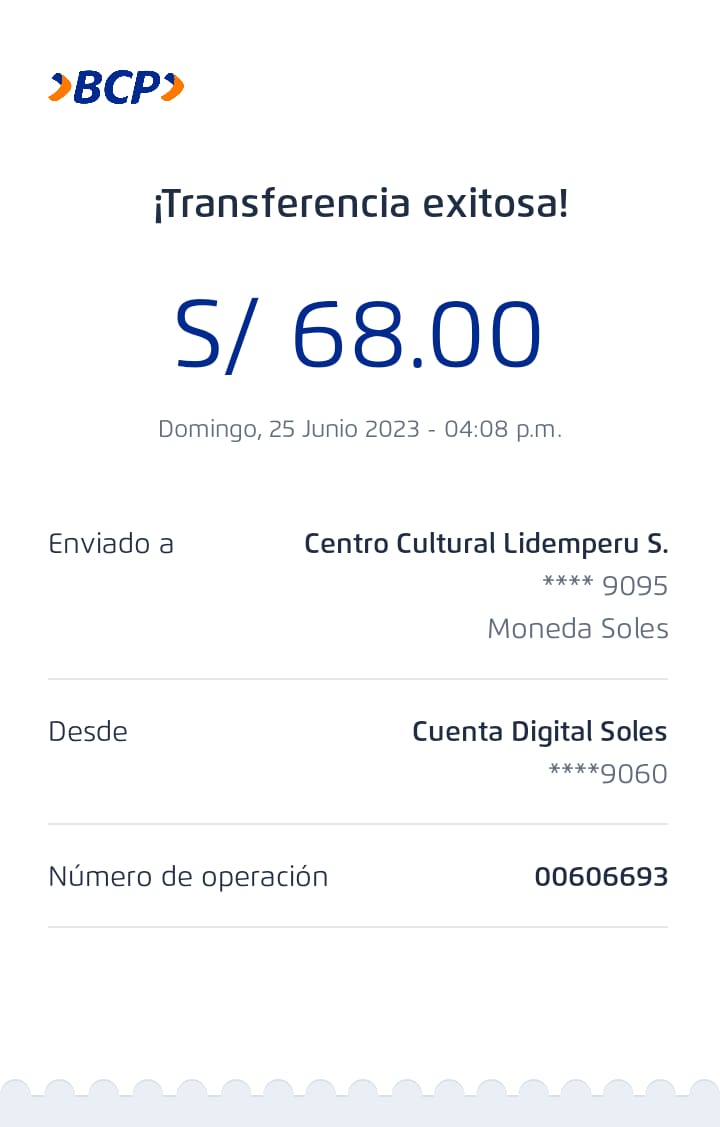 BCP
¡Transferencia exitosa!
S/ 68.00
Domingo, 25 Junio 2023 - 04:08 p.m.
Enviado a Centro Cultural Lidemperu S.
**** 9095
Moneda Soles
Desde Cuenta Digital Soles
****9060
Número de operación 00606693